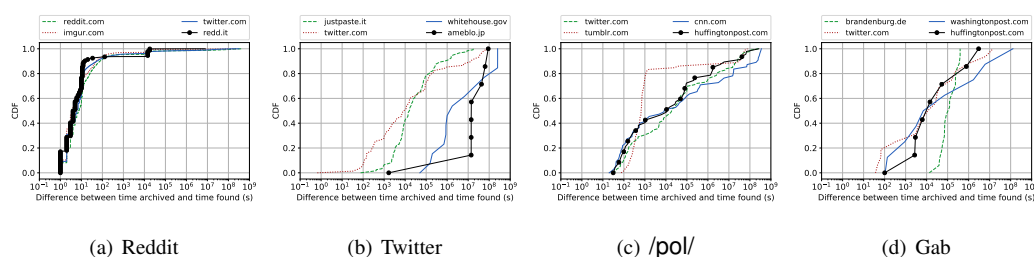 reddit.com
imgur.com
twitter.com
redd.it
justpaste.it
twitter.com
whitehouse.gov
ameblo.jp
twitter.com
tumblr.com
cnn.com
huffingtonpost.com
brandenburg.de
twitter.com
washingtonpost.com
huffingtonpost.com
CDF
1.0
0.8
0.6
0.4
0.2
0.0
10⁻¹ 10⁰ 10¹ 10² 10³ 10⁴ 10⁵ 10⁶ 10⁷ 10⁸ 10⁹
Difference between time archived and time found (s)
CDF
1.0
0.8
0.6
0.4
0.2
0.0
10⁻¹ 10⁰ 10¹ 10² 10³ 10⁴ 10⁵ 10⁶ 10⁷ 10⁸ 10⁹
Difference between time archived and time found (s)
CDF
1.0
0.8
0.6
0.4
0.2
0.0
10⁻¹ 10⁰ 10¹ 10² 10³ 10⁴ 10⁵ 10⁶ 10⁷ 10⁸ 10⁹
Difference between time archived and time found (s)
CDF
1.0
0.8
0.6
0.4
0.2
0.0
10⁻¹ 10⁰ 10¹ 10² 10³ 10⁴ 10⁵ 10⁶ 10⁷ 10⁸
Difference between time archived and time found (s)
(a) Reddit
(b) Twitter
(c) /pol/
(d) Gab